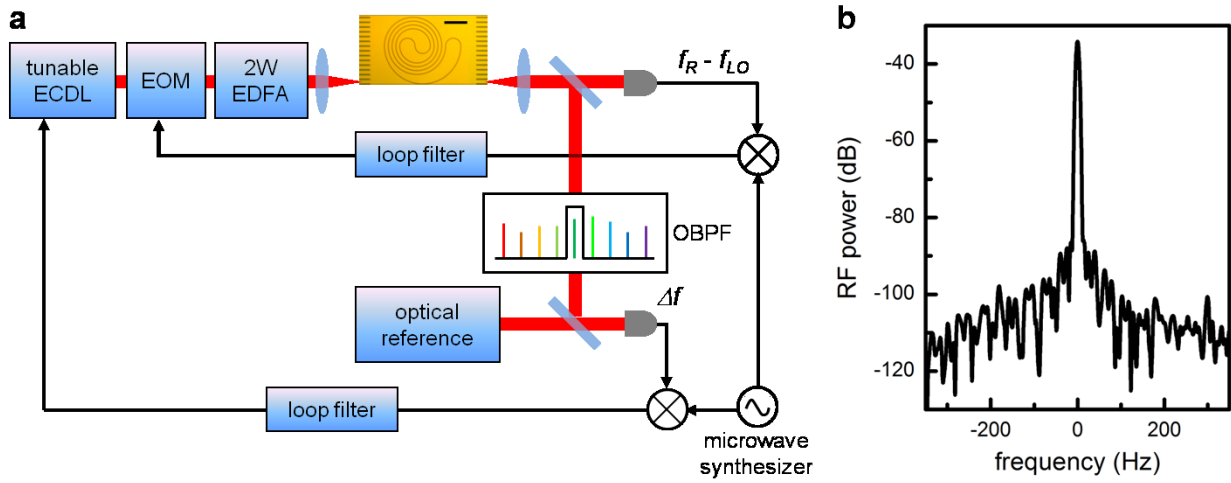 a
tunable
ECDL
EOM
2W
EDFA
f_R - f_LO
loop filter
OBPF
optical
reference
Δf
loop filter
microwave
synthesizer
b
RF power (dB)
-40
-60
-80
-100
-120
-200
0
200
frequency (Hz)